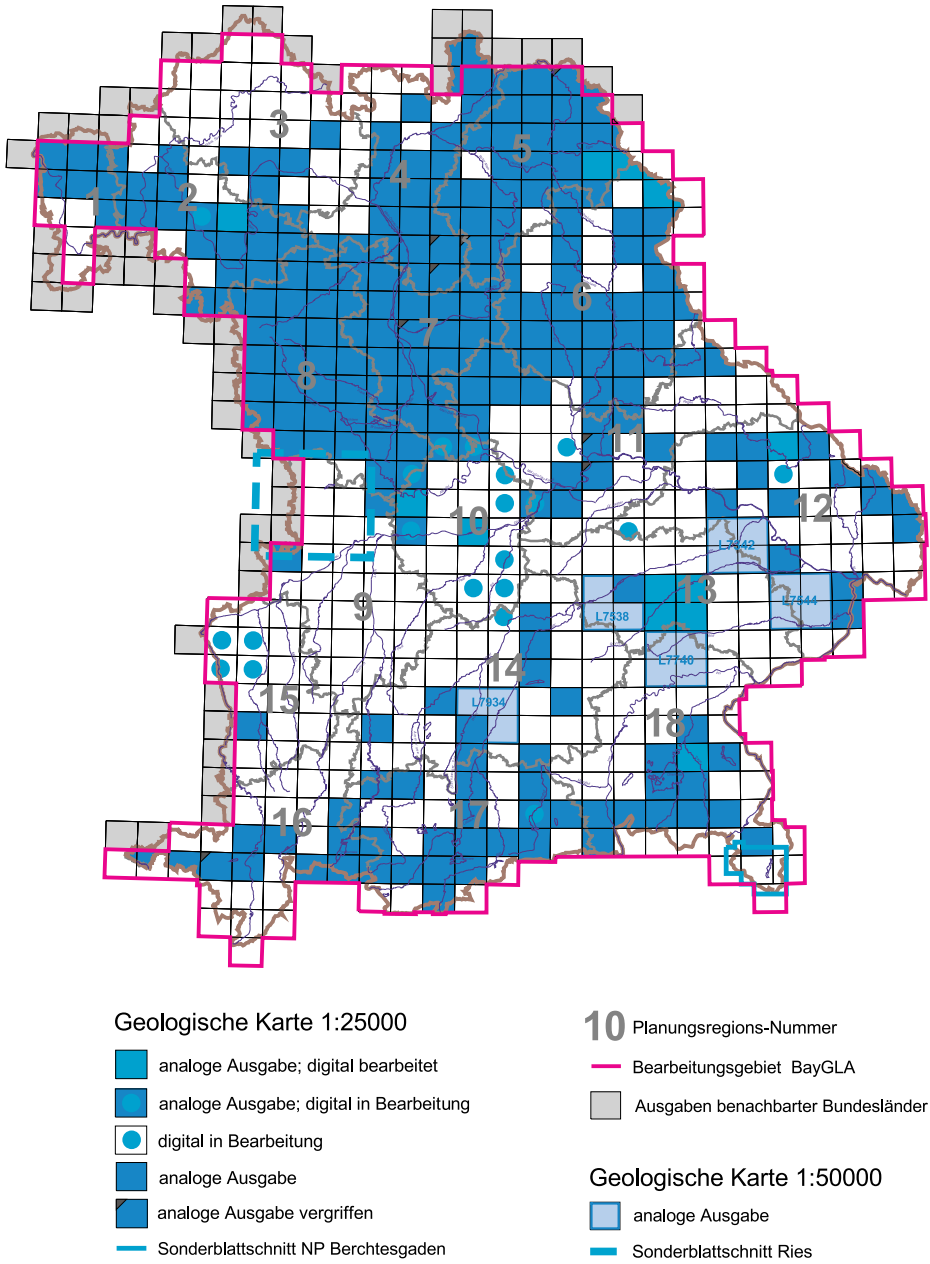 3
5
4
1
2
6
7
8
11
12
10
L7742
13
L7544
9
L7538
14
L7740
15
L7934
18
16
17
Geologische Karte 1:25000
analoge Ausgabe; digital bearbeitet
analoge Ausgabe; digital in Bearbeitung
digital in Bearbeitung
analoge Ausgabe
analoge Ausgabe vergriffen
Sonderblattschnitt NP Berchtesgaden
10 Planungsregions-Nummer
Bearbeitungsgebiet BayGLA
Ausgaben benachbarter Bundesländer
Geologische Karte 1:50000
analoge Ausgabe
Sonderblattschnitt Ries